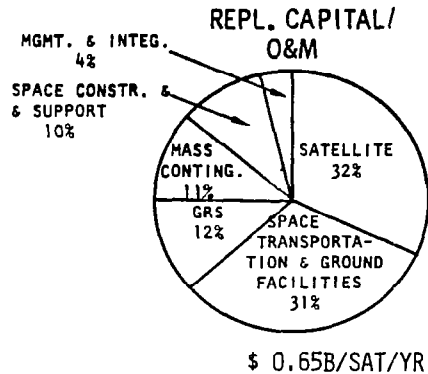 REPL. CAPITAL/
O&M
MGMT. & INTEG.
4%
SPACE CONSTR. &
& SUPPORT
10%
MASS
CONTING.
11%
SATELLITE
32%
GRS
12%
SPACE
TRANSPORTA-
TION & GROUND
FACILITIES
31%
$ 0.65B/SAT/YR